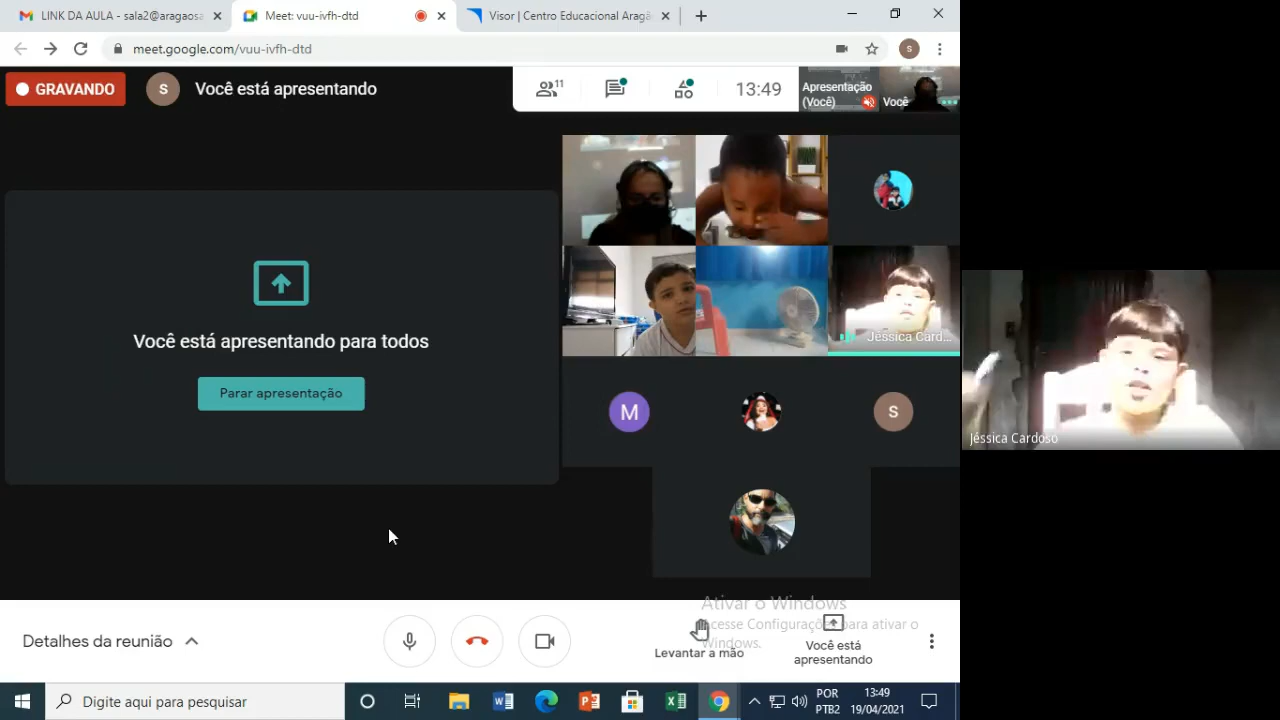 LINK DA AULA - sala2@aragaosa
Meet: vuu-ivfh-dtd
Visor | Centro Educacional Aragã
meet.google.com/vuu-ivfh-dtd
S
GRAVANDO
S
Você está apresentando
11
13:49
Apresentação
(Você)
Você
Você está apresentando para todos
Parar apresentação
Jéssica Card...
M
S
Jéssica Cardoso
Ativar o Windows
Acesse Configurações para ativar o
Windows.
Detalhes da reunião
Levantar a mão
Você está
apresentando
Digite aqui para pesquisar
POR
PTB2
13:49
19/04/2021